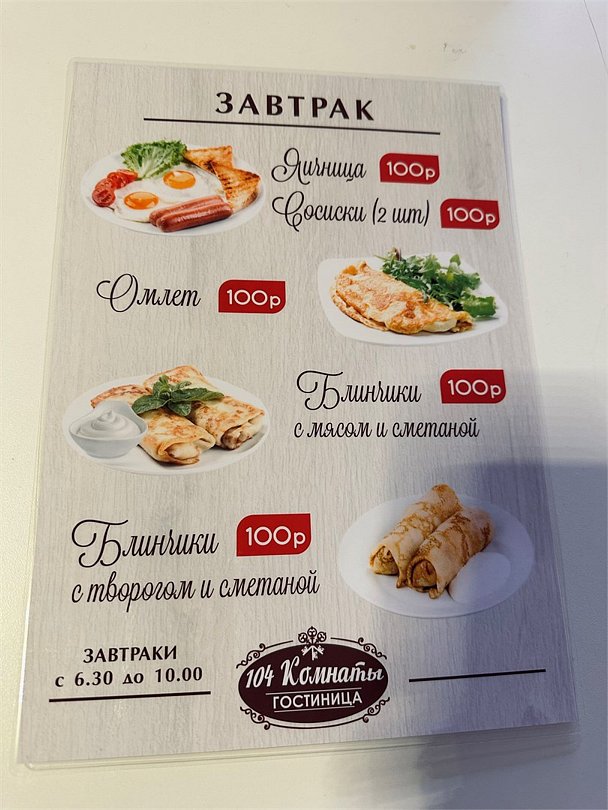 ЗАВТРАК
Яичница 100р
Сосиски (2 шт) 100р
Омлет 100р
Блинчики 100р
с мясом и сметаной
Блинчики 100р
с творогом и сметаной
ЗАВТРАКИ
с 6.30 до 10.00
104 Комнаты
ГОСТИНИЦА